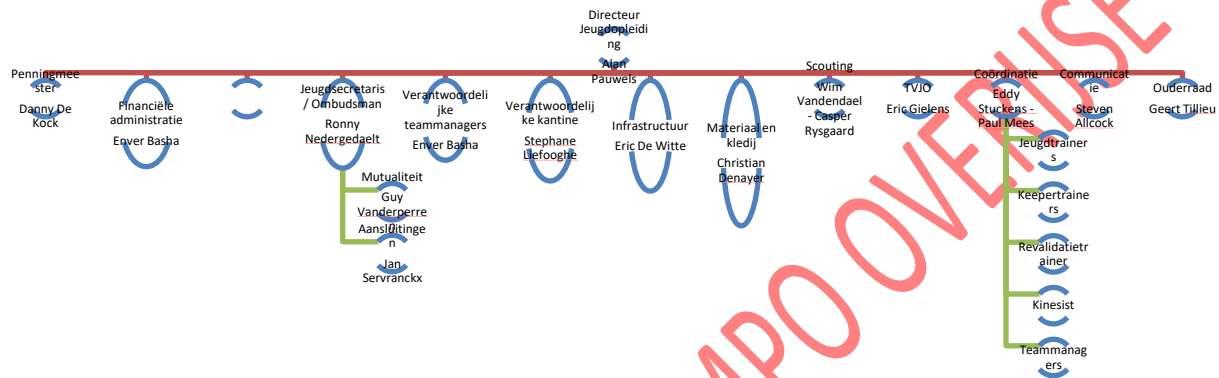 Directeur
Jeugdopleidi
ng
Alan
Pauwels
Penningmee
ster
Danny De
Kock
Financiële
administratie
Enver Basha
Jeugdsecretaris
/ Ombudsman
Ronny
Nedergedaelt
Mutualiteit
Guy
Vanderperre
n
Aansluitinge
n
Jan
Servranckx
Verantwoordeli
jke
teammanagers
Enver Basha
Verantwoordelij
ke kantine
Stephane
Liefooghe
Infrastructuur
Eric De Witte
Materiaal en
kledij
Christian
Denayer
Scouting
Wim
Vandendael
- Casper
Rysgaard
TVJO
Eric Gielens
Coördinatie
Eddy
Stuckens -
Paul Mees
Jeugdtrainer
s
Keepertraine
rs
Revalidatietr
ainer
Kinesist
Teammanag
ers
Communicat
ie
Steven
Allcock
Ouderraad
Geert Tillieu
MPO OVERIJSE